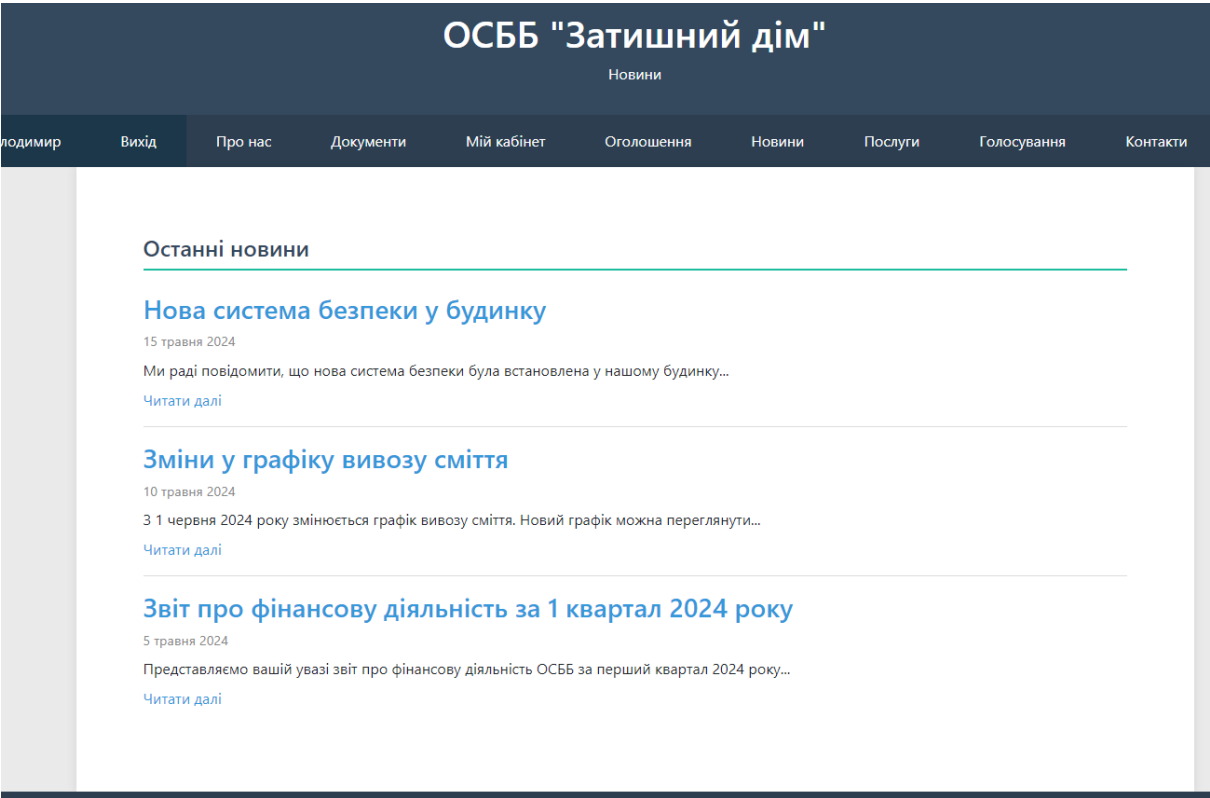 ОСББ "Затишний дім"
Новини
Вихід Про нас Документи Мій кабінет Оголошення Новини Послуги Голосування Контакти
Останні новини
Нова система безпеки у будинку
15 травня 2024
Ми раді повідомити, що нова система безпеки була встановлена у нашому будинку...
Читати далі
Зміни у графіку вивозу сміття
10 травня 2024
З 1 червня 2024 року змінюється графік вивозу сміття. Новий графік можна переглянути...
Читати далі
Звіт про фінансову діяльність за 1 квартал 2024 року
5 травня 2024
Представляємо вашій увазі звіт про фінансову діяльність ОСББ за перший квартал 2024 року...
Читати далі